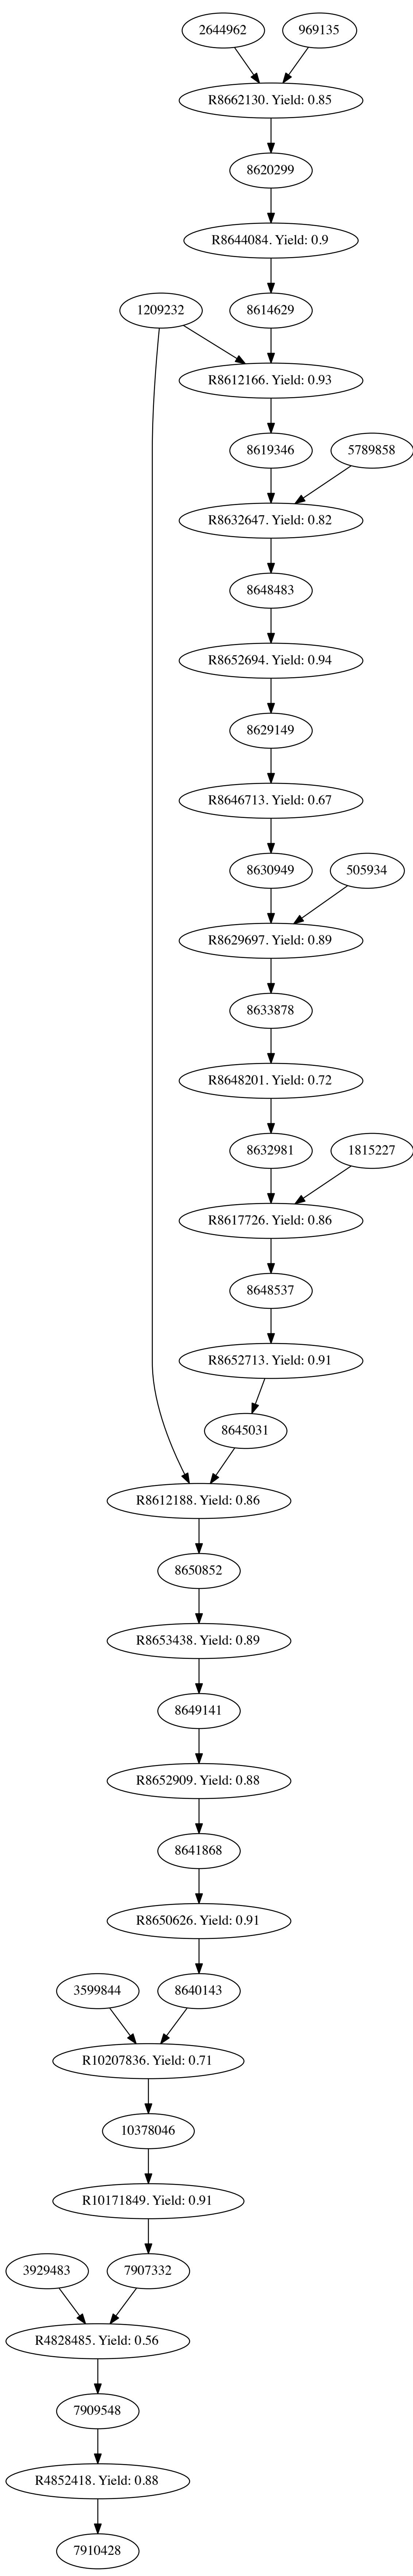 2644962
969135
R8662130. Yield: 0.85
8620299
R8644084. Yield: 0.9
1209232
8614629
R8612166. Yield: 0.93
8619346
5789858
R8632647. Yield: 0.82
8648483
R8652694. Yield: 0.94
8629149
R8646713. Yield: 0.67
8630949
505934
R8629697. Yield: 0.89
8633878
R8648201. Yield: 0.72
8632981
1815227
R8617726. Yield: 0.86
8648537
R8652713. Yield: 0.91
8645031
R8612188. Yield: 0.86
8650852
R8653438. Yield: 0.89
8649141
R8652909. Yield: 0.88
8641868
R8650626. Yield: 0.91
3599844
8640143
R10207836. Yield: 0.71
10378046
R10171849. Yield: 0.91
3929483
7907332
R4828485. Yield: 0.56
7909548
R4852418. Yield: 0.88
7910428